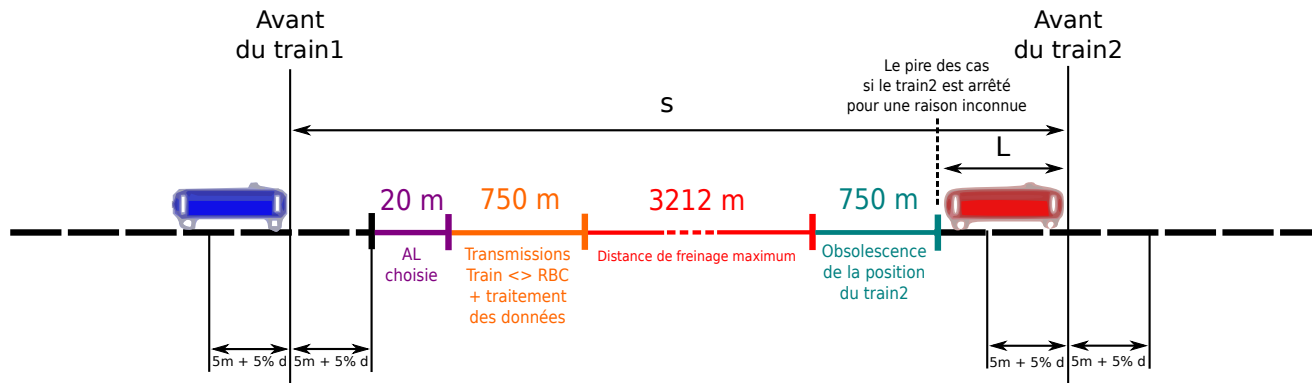 Avant
du train1
Avant
du train2
Le pire des cas
si le train2 est arrêté
pour une raison inconnue
s
L
20 m
750 m
3212 m
750 m
AL
choisie
Transmissions
Train <> RBC
+ traitement
des données
Distance de freinage maximum
Obsolescence
de la position
du train2
5m + 5% d
5m + 5% d
5m + 5% d
5m + 5% d